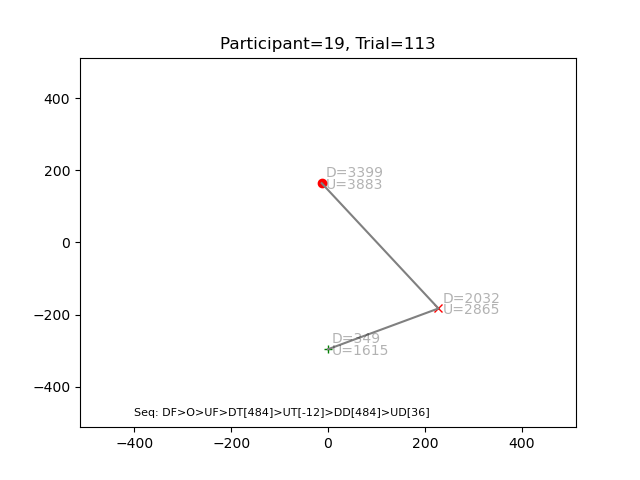 Participant=19, Trial=113
400
200
0
−200
−400
D=3399
U=3883
D=2032
U=2865
D=349
U=1615
Seq: DF>O>UF>DT[484]>UT[-12]>DD[484]>UD[36]
−400 −200 0 200 400